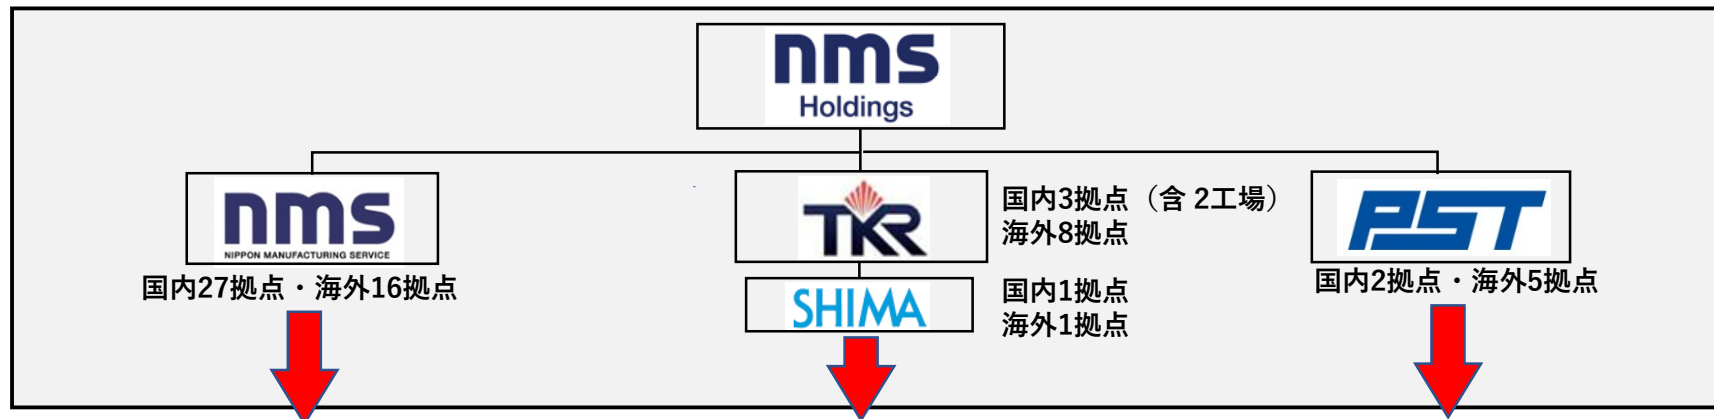 nms
Holdings
nms
NIPPON MANUFACTURING SERVICE
国内27拠点・海外16拠点
TKR
国内3拠点（含 2工場）
海外8拠点
SHIMA
国内1拠点
海外1拠点
PST
国内2拠点・海外5拠点